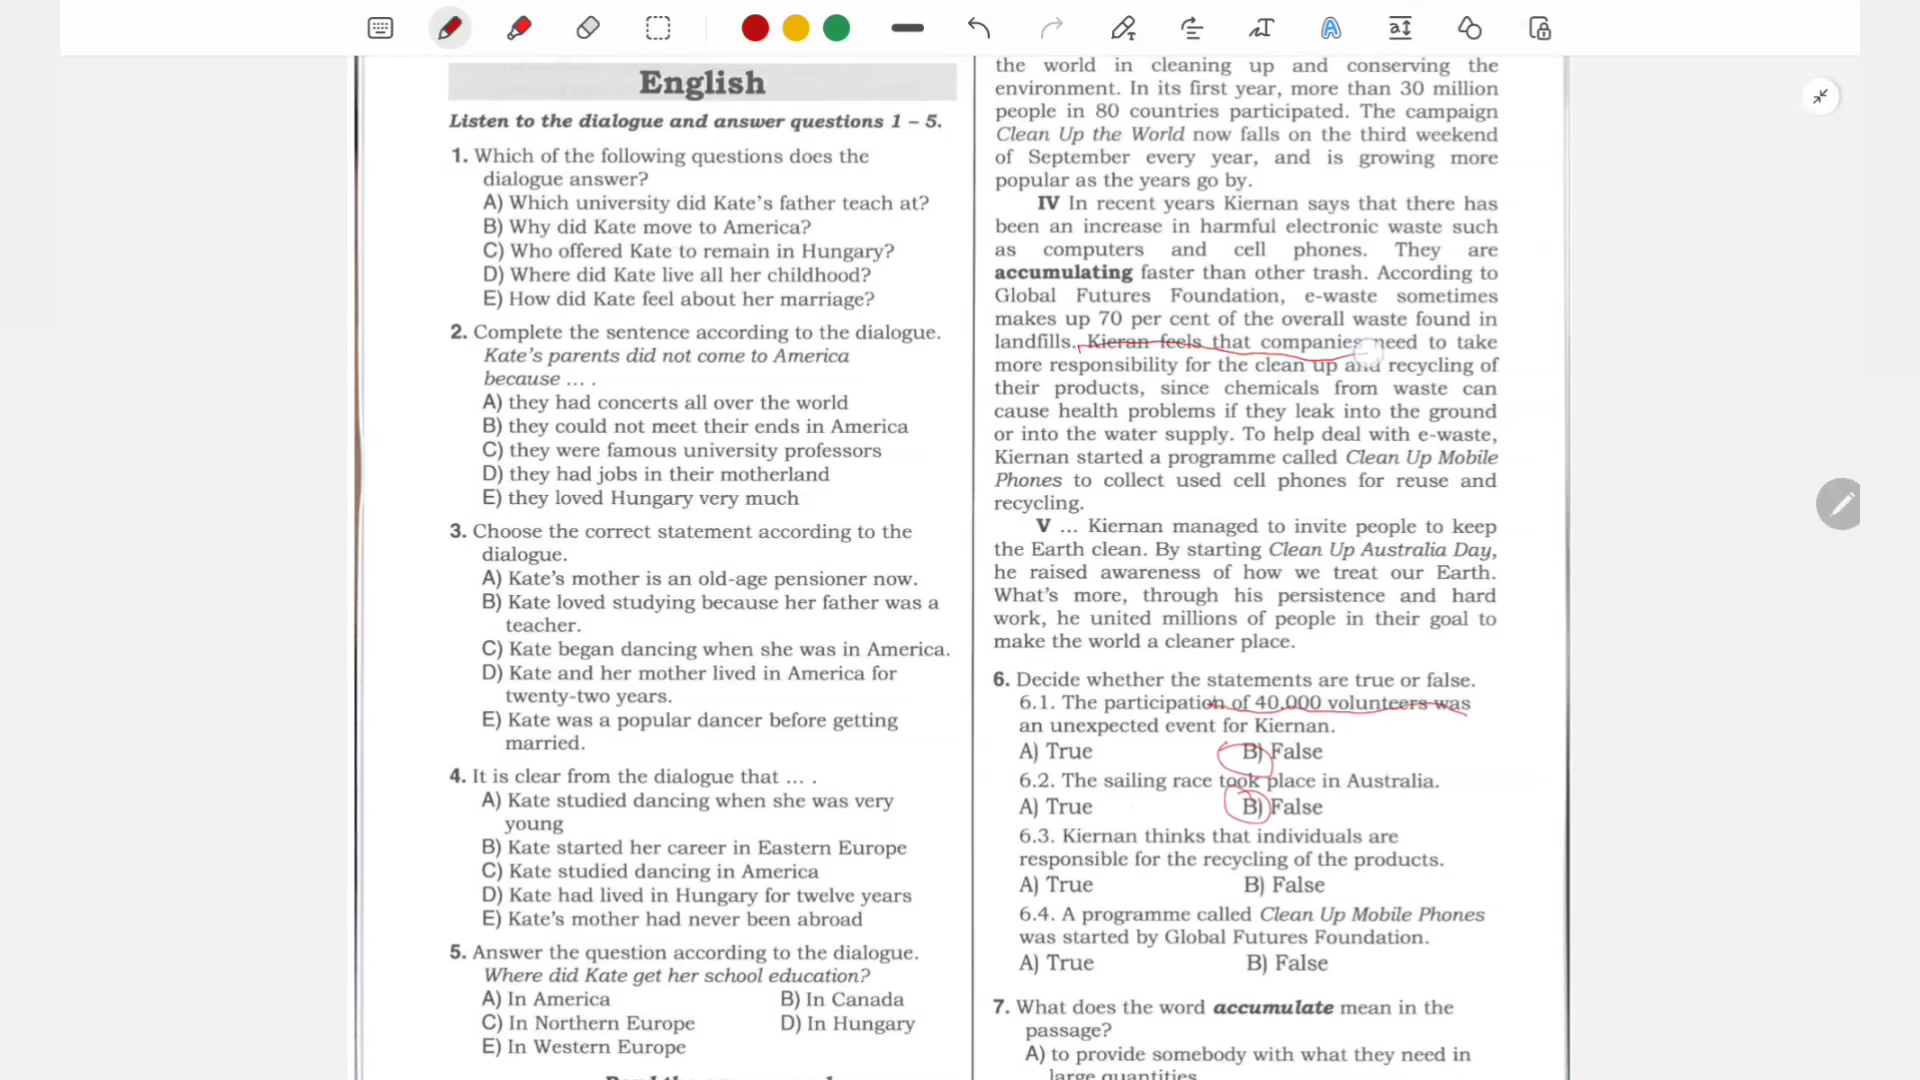 English
Listen to the dialogue and answer questions 1 – 5.
1. Which of the following questions does the
dialogue answer?
A) Which university did Kate's father teach at?
B) Why did Kate move to America?
C) Who offered Kate to remain in Hungary?
D) Where did Kate live all her childhood?
E) How did Kate feel about her marriage?
2. Complete the sentence according to the dialogue.
Kate's parents did not come to America
because ... .
A) they had concerts all over the world
B) they could not meet their ends in America
C) they were famous university professors
D) they had jobs in their motherland
E) they loved Hungary very much
3. Choose the correct statement according to the
dialogue.
A) Kate's mother is an old-age pensioner now.
B) Kate loved studying because her father was a
teacher.
C) Kate began dancing when she was in America.
D) Kate and her mother lived in America for
twenty-two years.
E) Kate was a popular dancer before getting
married.
4. It is clear from the dialogue that ... .
A) Kate studied dancing when she was very
young
B) Kate started her career in Eastern Europe
C) Kate studied dancing in America
D) Kate had lived in Hungary for twelve years
E) Kate's mother had never been abroad
5. Answer the question according to the dialogue.
Where did Kate get her school education?
A) In America B) In Canada
C) In Northern Europe D) In Hungary
E) In Western Europe
the world in cleaning up and conserving the
environment. In its first year, more than 30 million
people in 80 countries participated. The campaign
Clean Up the World now falls on the third weekend
of September every year, and is growing more
popular as the years go by.
IV In recent years Kiernan says that there has
been an increase in harmful electronic waste such
as computers and cell phones. They are
accumulating faster than other trash. According to
Global Futures Foundation, e-waste sometimes
makes up 70 per cent of the overall waste found in
landfills. Kieran feels that companies need to take
more responsibility for the clean up and recycling of
their products, since chemicals from waste can
cause health problems if they leak into the ground
or into the water supply. To help deal with e-waste,
Kiernan started a programme called Clean Up Mobile
Phones to collect used cell phones for reuse and
recycling.
V ... Kiernan managed to invite people to keep
the Earth clean. By starting Clean Up Australia Day,
he raised awareness of how we treat our Earth.
What's more, through his persistence and hard
work, he united millions of people in their goal to
make the world a cleaner place.
6. Decide whether the statements are true or false.
6.1. The participation of 40,000 volunteers was
an unexpected event for Kiernan.
A) True B) False
6.2. The sailing race took place in Australia.
A) True B) False
6.3. Kiernan thinks that individuals are
responsible for the recycling of the products.
A) True B) False
6.4. A programme called Clean Up Mobile Phones
was started by Global Futures Foundation.
A) True B) False
7. What does the word accumulate mean in the
passage?
A) to provide somebody with what they need in
large quantities